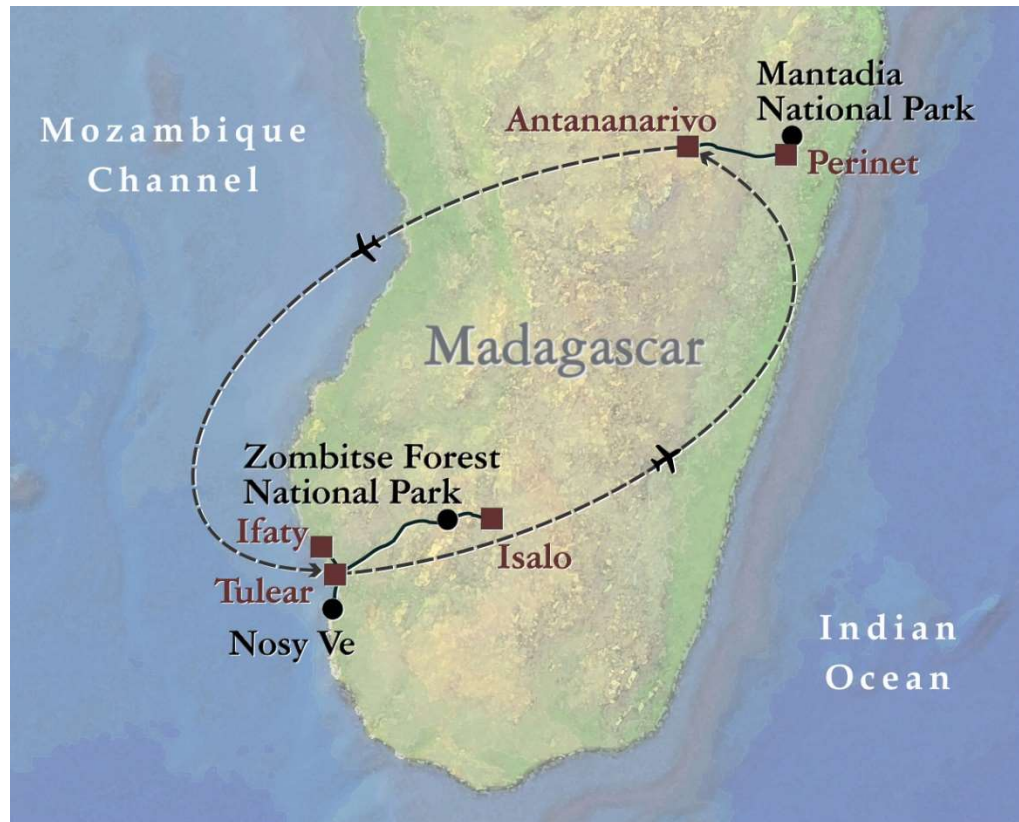 Mozambique
Channel
Mantadia
National Park
Antananarivo
Perinet
Madagascar
Zombitse Forest
National Park
Ifaty
Isalo
Tulear
Nosy Ve
Indian
Ocean